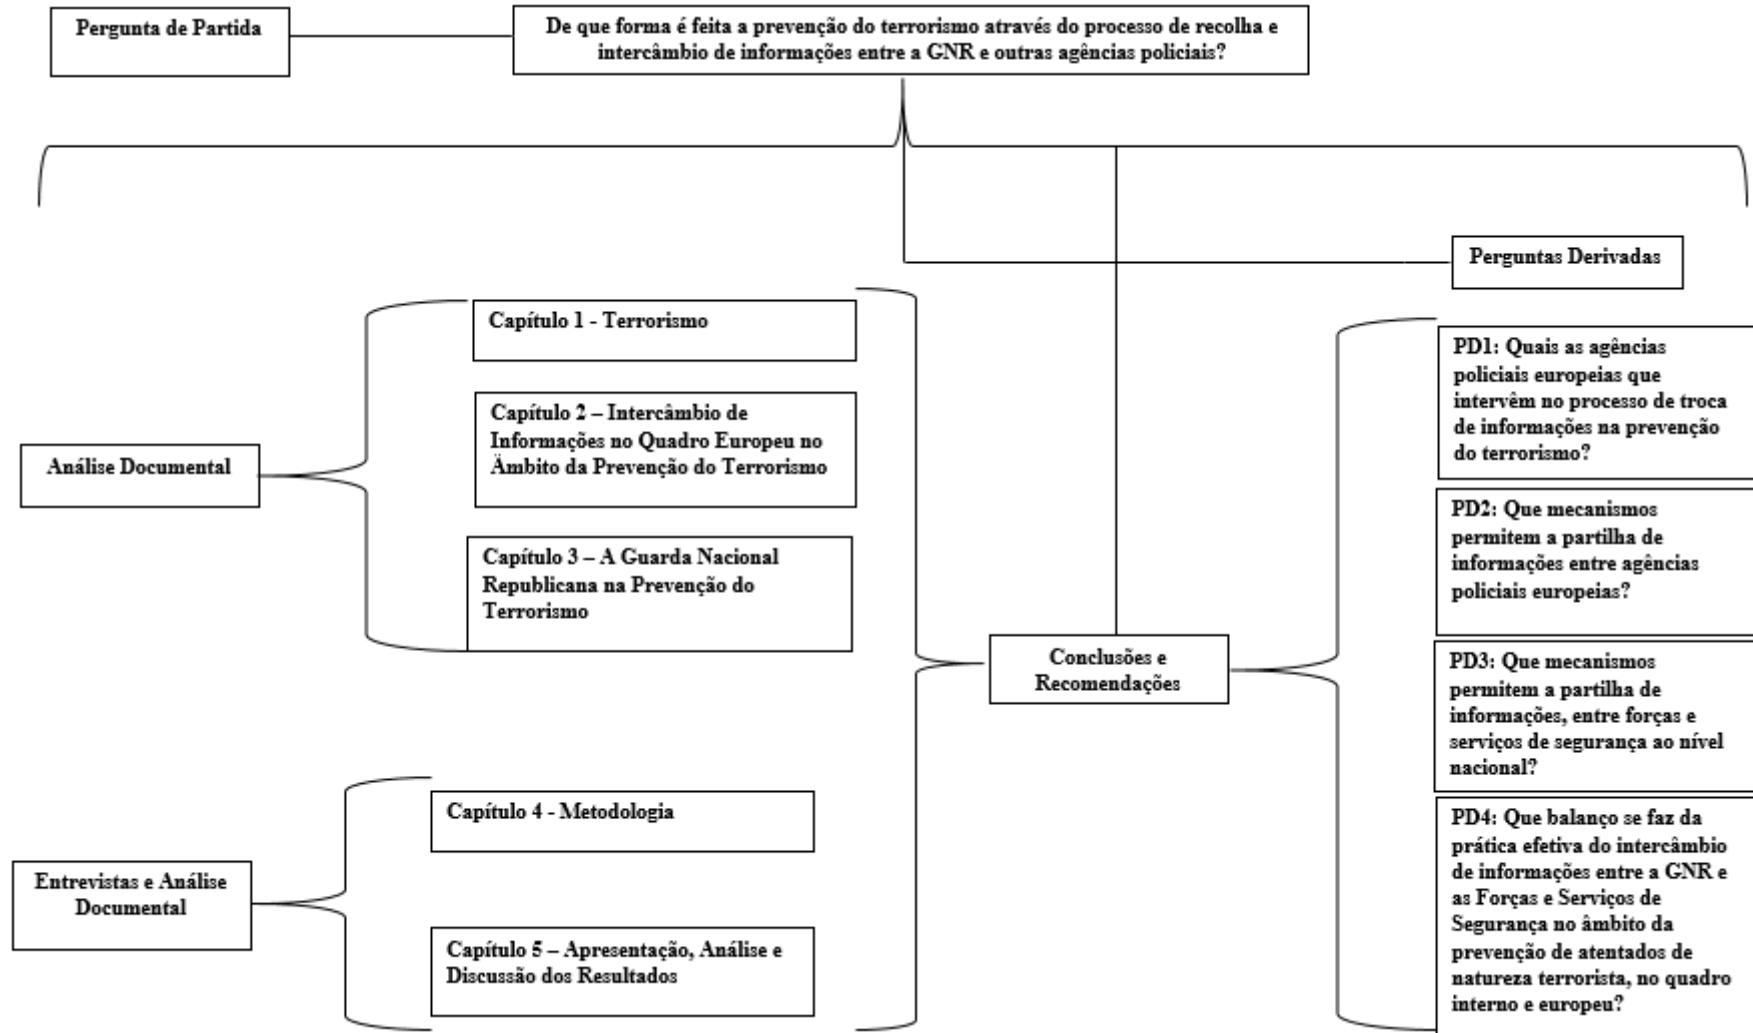 Pergunta de Partida
De que forma é feita a prevenção do terrorismo através do processo de recolha e
intercâmbio de informações entre a GNR e outras agências policiais?
Perguntas Derivadas
Análise Documental
Capítulo 1 - Terrorismo
Capítulo 2 – Intercâmbio de
Informações no Quadro Europeu no
Âmbito da Prevenção do Terrorismo
Capítulo 3 – A Guarda Nacional
Republicana na Prevenção do
Terrorismo
Entrevistas e Análise
Documental
Capítulo 4 - Metodologia
Capítulo 5 – Apresentação, Análise e
Discussão dos Resultados
Conclusões e
Recomendações
PD1: Quais as agências
policiais europeias que
intervêm no processo de troca
de informações na prevenção
do terrorismo?
PD2: Que mecanismos
permitem a partilha de
informações entre agências
policiais europeias?
PD3: Que mecanismos
permitem a partilha de
informações, entre forças e
serviços de segurança ao nível
nacional?
PD4: Que balanço se faz da
prática efetiva do intercâmbio
de informações entre a GNR e
as Forças e Serviços de
Segurança no âmbito da
prevenção de atentados de
natureza terrorista, no quadro
interno e europeu?